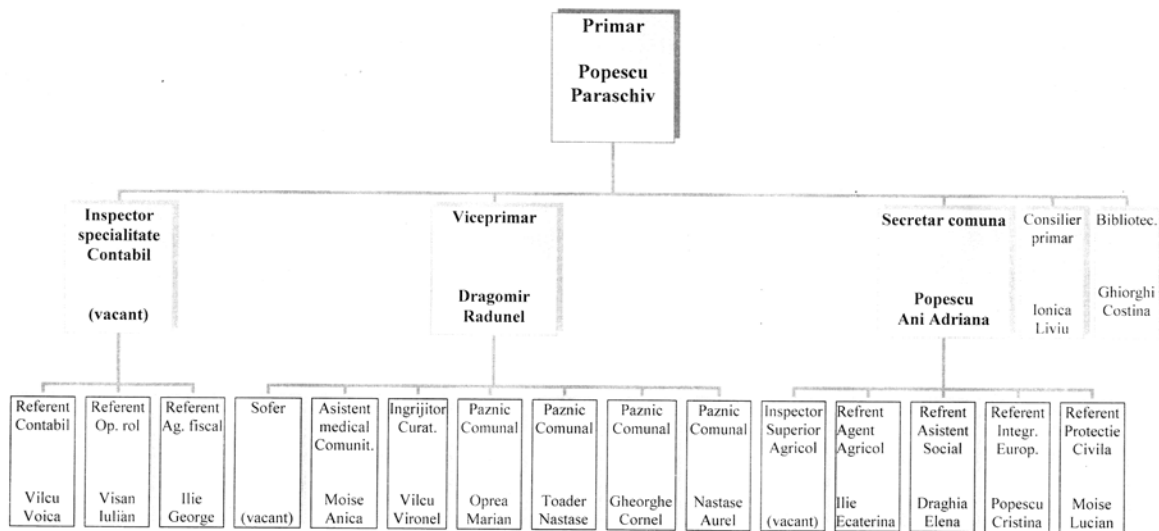 Primar
Popescu
Paraschiv
Inspector
specialitate
Contabil
(vacant)
Viceprimar
Dragomir
Radunel
Secretar comuna
Popescu
Ani Adriana
Consilier
primar
Ionica
Liviu
Bibliotec.
Ghiorghi
Costina
Referent
Contabil
Vilcu
Voica
Referent
Op. rol
Visan
Iulian
Referent
Ag. fiscal
Ilie
George
Sofer
(vacant)
Asistent
medical
Comunit.
Moise
Anica
Ingrijitor
Curat.
Vilcu
Vironel
Paznic
Comunal
Oprea
Marian
Paznic
Comunal
Toader
Nastase
Paznic
Comunal
Gheorghe
Cornel
Paznic
Comunal
Nastase
Aurel
Inspector
Superior
Agricol
(vacant)
Refrent
Agent
Agricol
Ilie
Ecaterina
Refrent
Asistent
Social
Draghia
Elena
Referent
Integr.
Europ.
Popescu
Cristina
Referent
Protectie
Civila
Moise
Lucian